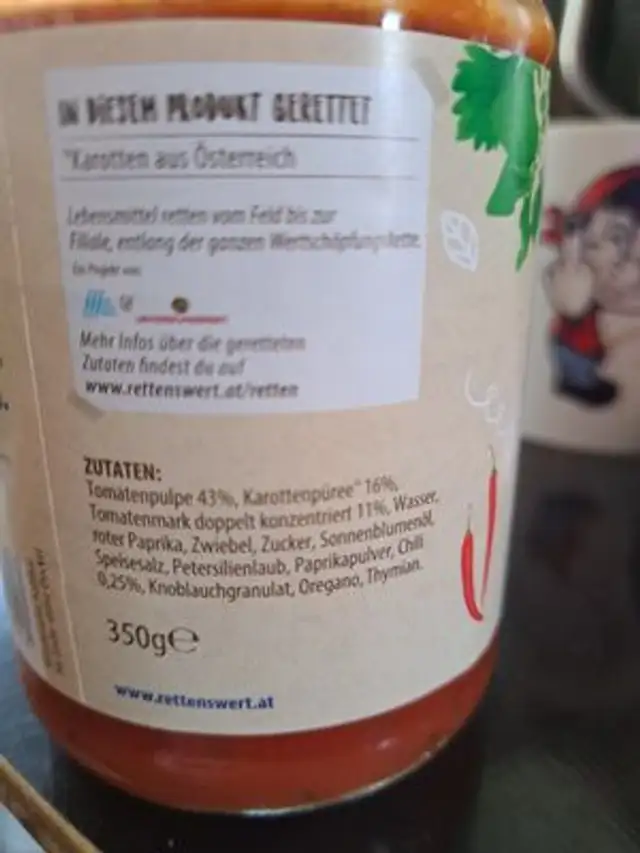 IN DIESEM PRODUKT GERETTET
*Karotten aus Österreich
Lebensmittel retten vom Feld bis zur
Filiale, entlang der ganzen Wertschöpfungskette.
Ein Projekt von:
Mehr Infos über die geretteten
Zutaten findest du auf
www.rettenswert.at/retten
ZUTATEN:
Tomatenpulpe 43%, Karottenpüree* 16%,
Tomatenmark doppelt konzentriert 11%, Wasser,
roter Paprika, Zwiebel, Zucker, Sonnenblumenöl,
Speisesalz, Petersilienlaub, Paprikapulver, Chili
0,25%, Knoblauchgranulat, Oregano, Thymian.
350g℮
www.rettenswert.at